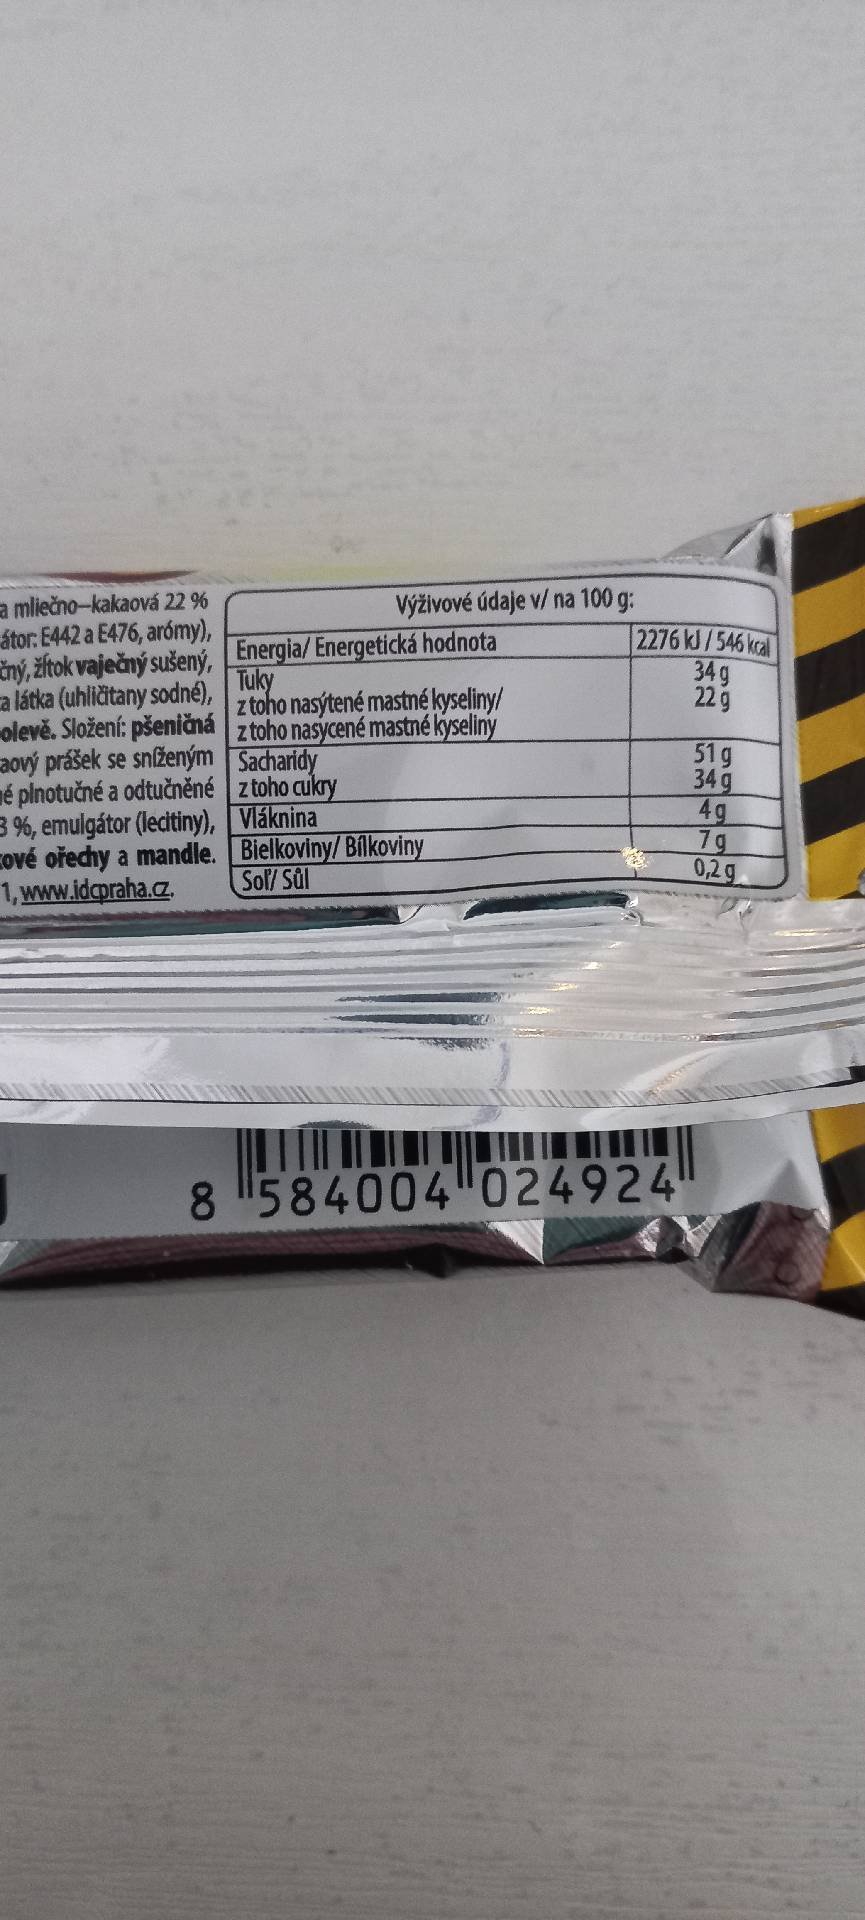 a mliečno–kakaová 22 %
átor: E442 a E476, arómy),
čný, žĺtok vaječný sušený,
a látka (uhličitany sodné),
olevě. Složení: pšeničná
aový prášek se sníženým
é plnotučné a odtučněné
3 %, emulgátor (lecitiny),
ové ořechy a mandle.
1, www.idcpraha.cz.
Výživové údaje v/ na 100 g:
Energia/ Energetická hodnota 2276 kJ / 546 kcal
Tuky 34 g
z toho nasýtené mastné kyseliny/ 22 g
z toho nasycené mastné kyseliny
Sacharidy 51 g
z toho cukry 34 g
Vláknina 4 g
Bielkoviny/ Bílkoviny 7 g
Soľ/ Sůl 0,2 g
8 584004 024924